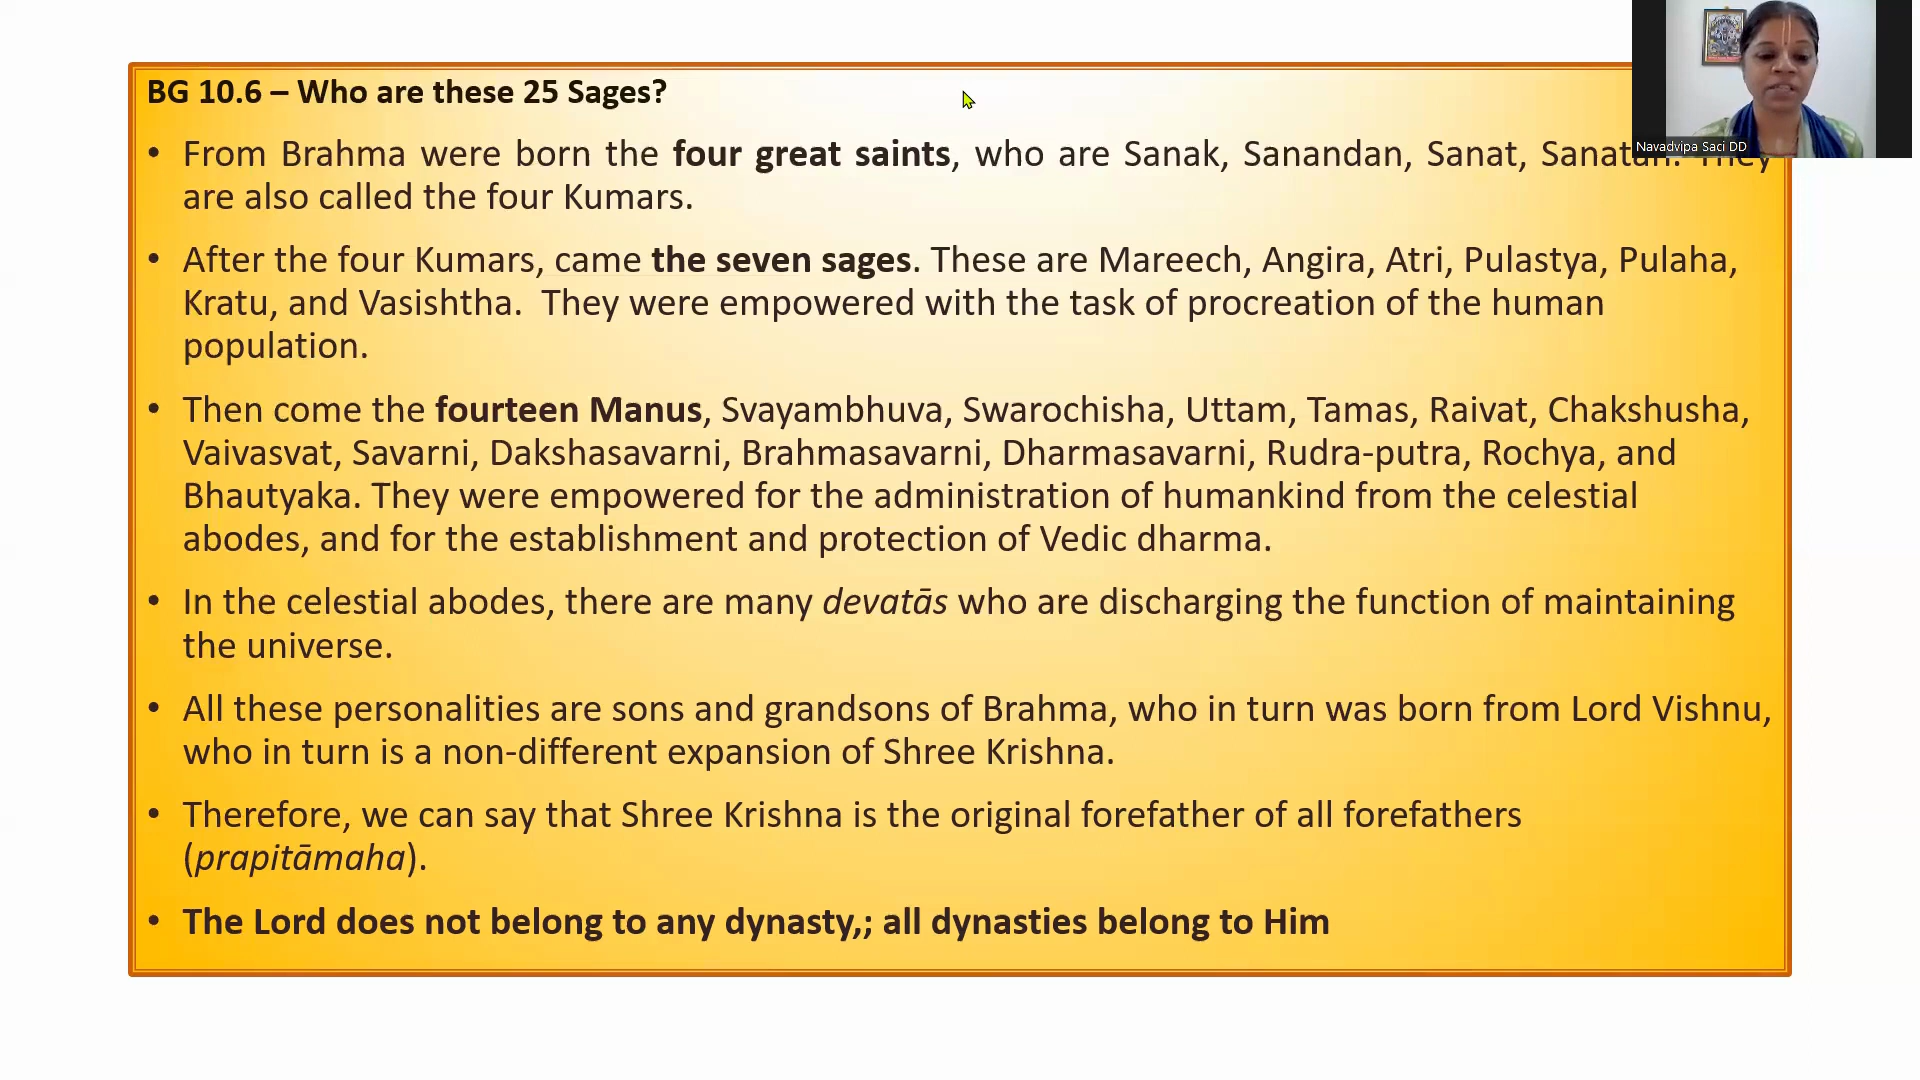 BG 10.6 – Who are these 25 Sages?
• From Brahma were born the four great saints, who are Sanak, Sanandan, Sanat,
are also called the four Kumars.
• After the four Kumars, came the seven sages. These are Mareech, Angira, Atri, Pulastya, Pulaha,
Kratu, and Vasishtha. They were empowered with the task of procreation of the human
population.
• Then come the fourteen Manus, Svayambhuva, Swarochisha, Uttam, Tamas, Raivat, Chakshusha,
Vaivasvat, Savarni, Dakshasavarni, Brahmasavarni, Dharmasavarni, Rudra-putra, Rochya, and
Bhautyaka. They were empowered for the administration of humankind from the celestial
abodes, and for the establishment and protection of Vedic dharma.
• In the celestial abodes, there are many devatās who are discharging the function of maintaining
the universe.
• All these personalities are sons and grandsons of Brahma, who in turn was born from Lord Vishnu,
who in turn is a non-different expansion of Shree Krishna.
• Therefore, we can say that Shree Krishna is the original forefather of all forefathers
(prapitāmaha).
• The Lord does not belong to any dynasty,; all dynasties belong to Him
Navadvipa Saci DD